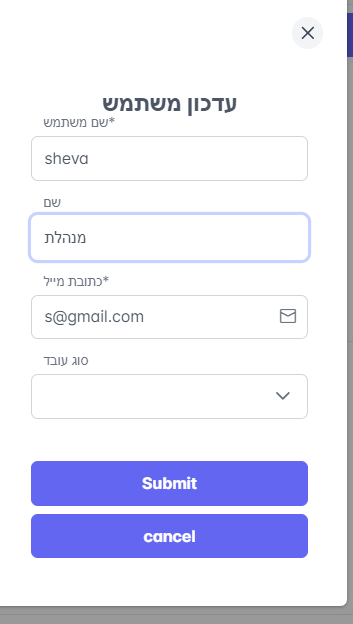 עדכון משתמש
שם משתמש*
sheva
שם
מנהלת
כתובת מייל*
s@gmail.com
סוג עובד
Submit
cancel